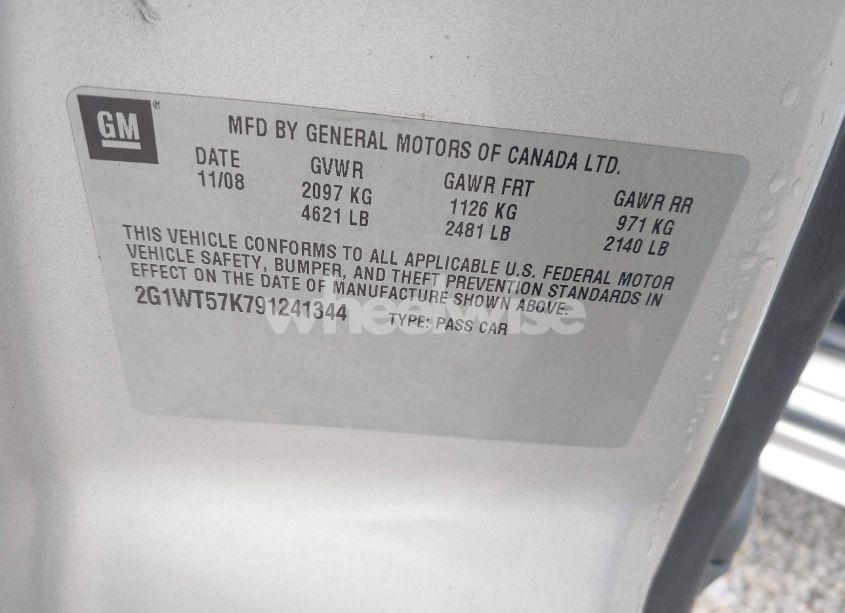 GM®
MFD BY GENERAL MOTORS OF CANADA LTD.
DATE GVWR GAWR FRT GAWR RR
11/08 2097 KG 1126 KG 971 KG
4621 LB 2481 LB 2140 LB
THIS VEHICLE CONFORMS TO ALL APPLICABLE U.S. FEDERAL MOTOR
VEHICLE SAFETY, BUMPER, AND THEFT PREVENTION STANDARDS IN
EFFECT ON THE DATE OF MANUFACTURE SHOWN ABOVE.
2G1WT57K791241344 TYPE: PASS CAR
wheelwise